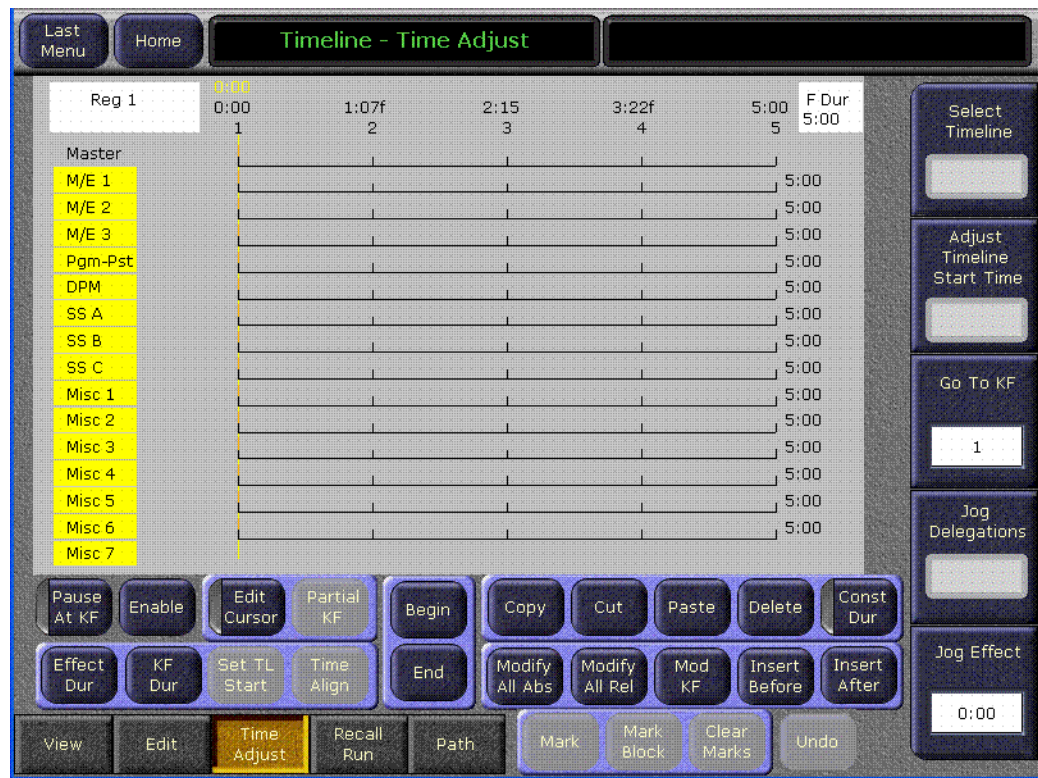 Last
Menu
Home
Timeline - Time Adjust
Reg 1
0:00
0:00 1:07f 2:15 3:22f 5:00
1 2 3 4 5
F Dur
5:00
Master
M/E 1 5:00
M/E 2 5:00
M/E 3 5:00
Pgm-Pst 5:00
DPM 5:00
SS A 5:00
SS B 5:00
SS C 5:00
Misc 1 5:00
Misc 2 5:00
Misc 3 5:00
Misc 4 5:00
Misc 5 5:00
Misc 6 5:00
Misc 7
Select
Timeline
Adjust
Timeline
Start Time
Go To KF
1
Jog
Delegations
Jog Effect
0:00
Pause
At KF
Enable
Edit
Cursor
Partial
KF
Begin
Copy
Cut
Paste
Delete
Const
Dur
Effect
Dur
KF
Dur
Set TL
Start
Time
Align
End
Modify
All Abs
Modify
All Rel
Mod
KF
Insert
Before
Insert
After
View
Edit
Time
Adjust
Recall
Run
Path
Mark
Mark
Block
Clear
Marks
Undo